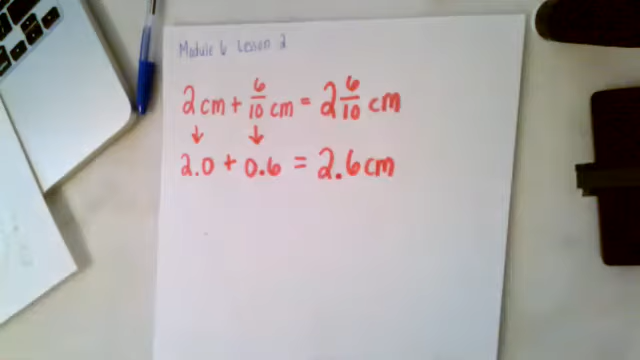 Module 6 Lesson 2
2 cm + 6/10 cm = 2 6/10 cm
↓ ↓
2.0 + 0.6 = 2.6 cm